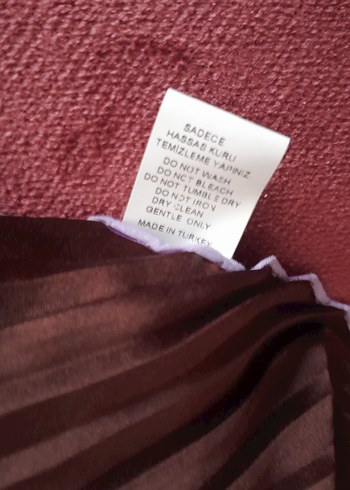 SADECE
HASSAS KURU
TEMİZLEME YAPINIZ
DO NOT WASH
DO NCT BLEACH
DO NOT TUMBLE DRY
DO NOT IRON
DRY CLEAN
GENTLE ONLY
MADE IN TURKEY